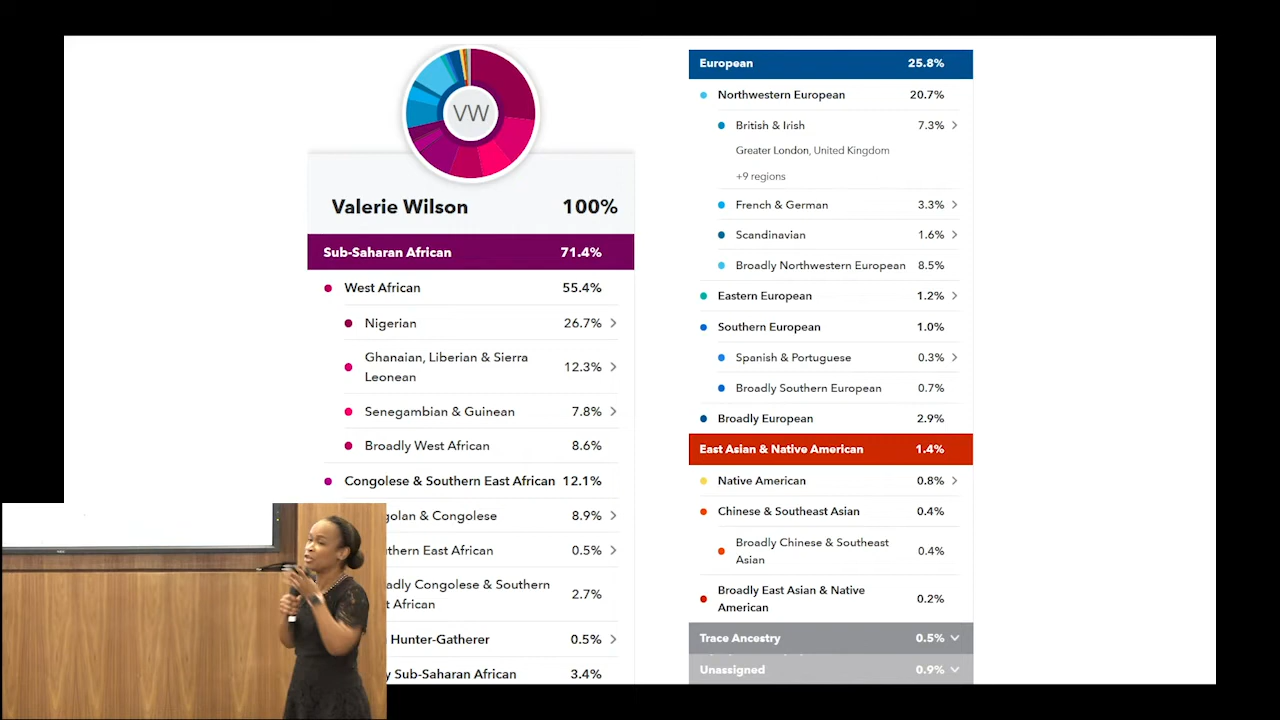 VW
Valerie Wilson 100%
Sub-Saharan African 71.4%
West African 55.4%
Nigerian 26.7%
Ghanaian, Liberian & Sierra
Leonean 12.3%
Senegambian & Guinean 7.8%
Broadly West African 8.6%
Congolese & Southern East African 12.1%
golan & Congolese 8.9%
thern East African 0.5%
adly Congolese & Southern
t African 2.7%
Hunter-Gatherer 0.5%
y Sub-Saharan African 3.4%
European 25.8%
Northwestern European 20.7%
British & Irish 7.3%
Greater London, United Kingdom
+9 regions
French & German 3.3%
Scandinavian 1.6%
Broadly Northwestern European 8.5%
Eastern European 1.2%
Southern European 1.0%
Spanish & Portuguese 0.3%
Broadly Southern European 0.7%
Broadly European 2.9%
East Asian & Native American 1.4%
Native American 0.8%
Chinese & Southeast Asian 0.4%
Broadly Chinese & Southeast
Asian 0.4%
Broadly East Asian & Native
American 0.2%
Trace Ancestry 0.5%
Unassigned 0.9%